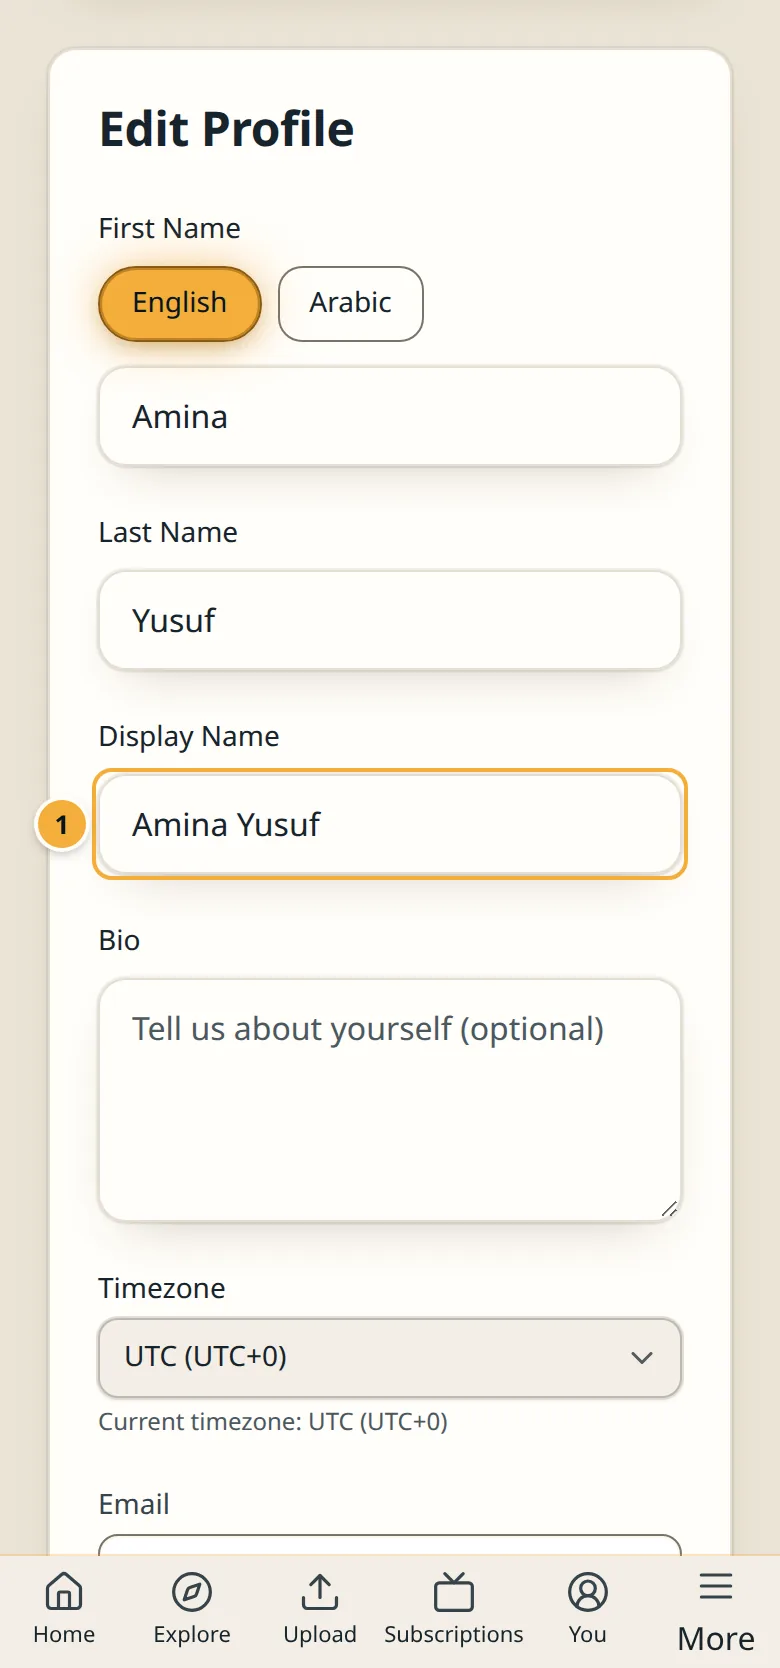 Edit Profile
First Name
English
Arabic
Amina
Last Name
Yusuf
Display Name
1
Amina Yusuf
Bio
Tell us about yourself (optional)
Timezone
UTC (UTC+0)
Current timezone: UTC (UTC+0)
Email
Home
Explore
Upload
Subscriptions
You
More